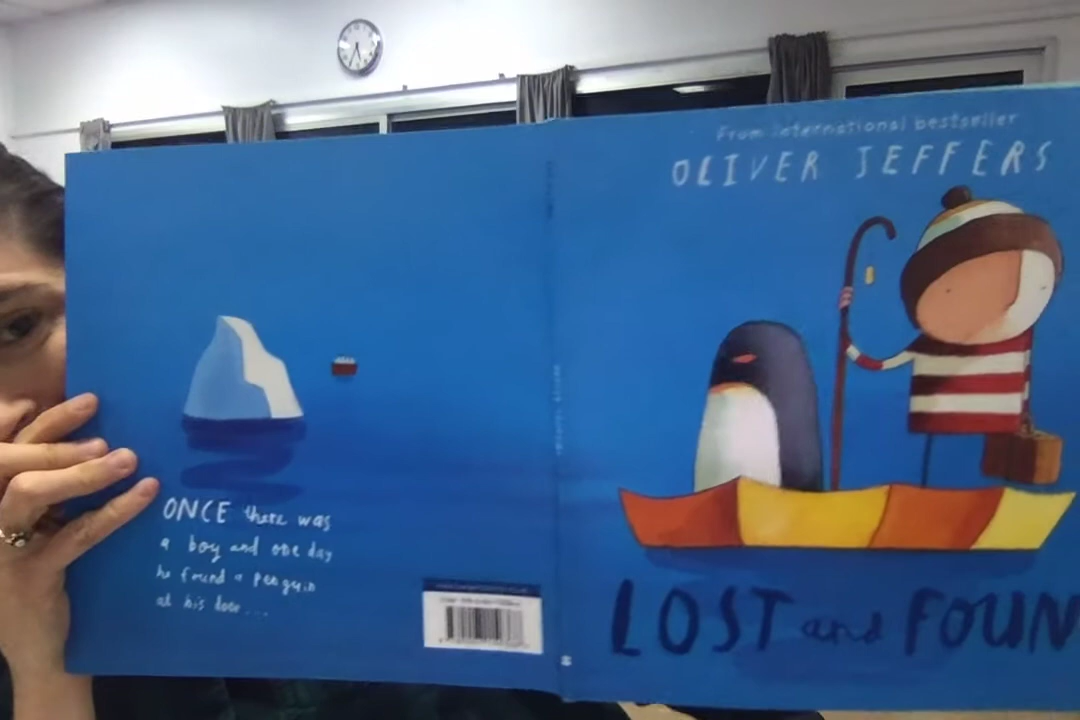 From international bestseller
OLIVER JEFFERS
ONCE there was
a boy and one day
he found a penguin
at his door...
LOST and FOUN